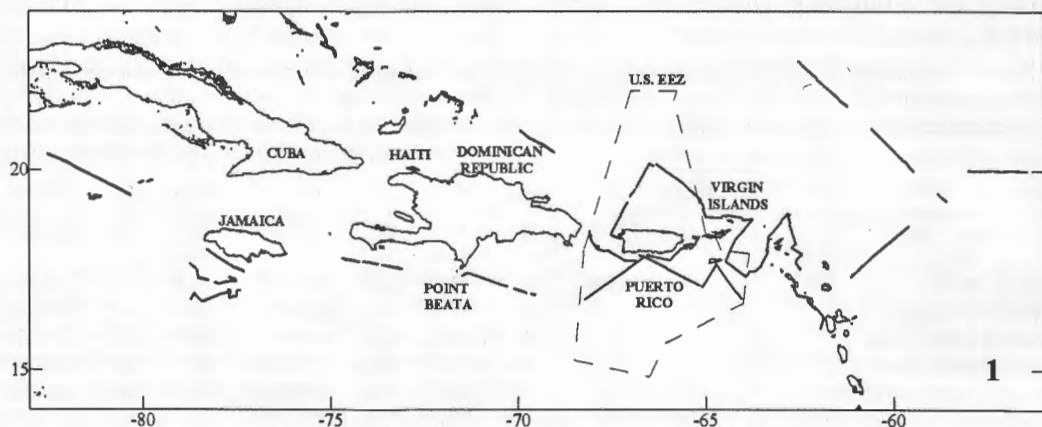 U.S. EEZ
CUBA
HAITI
DOMINICAN
REPUBLIC
20
VIRGIN
ISLANDS
JAMAICA
POINT
BEATA
PUERTO
RICO
15
1
-80
-75
-70
-65
-60